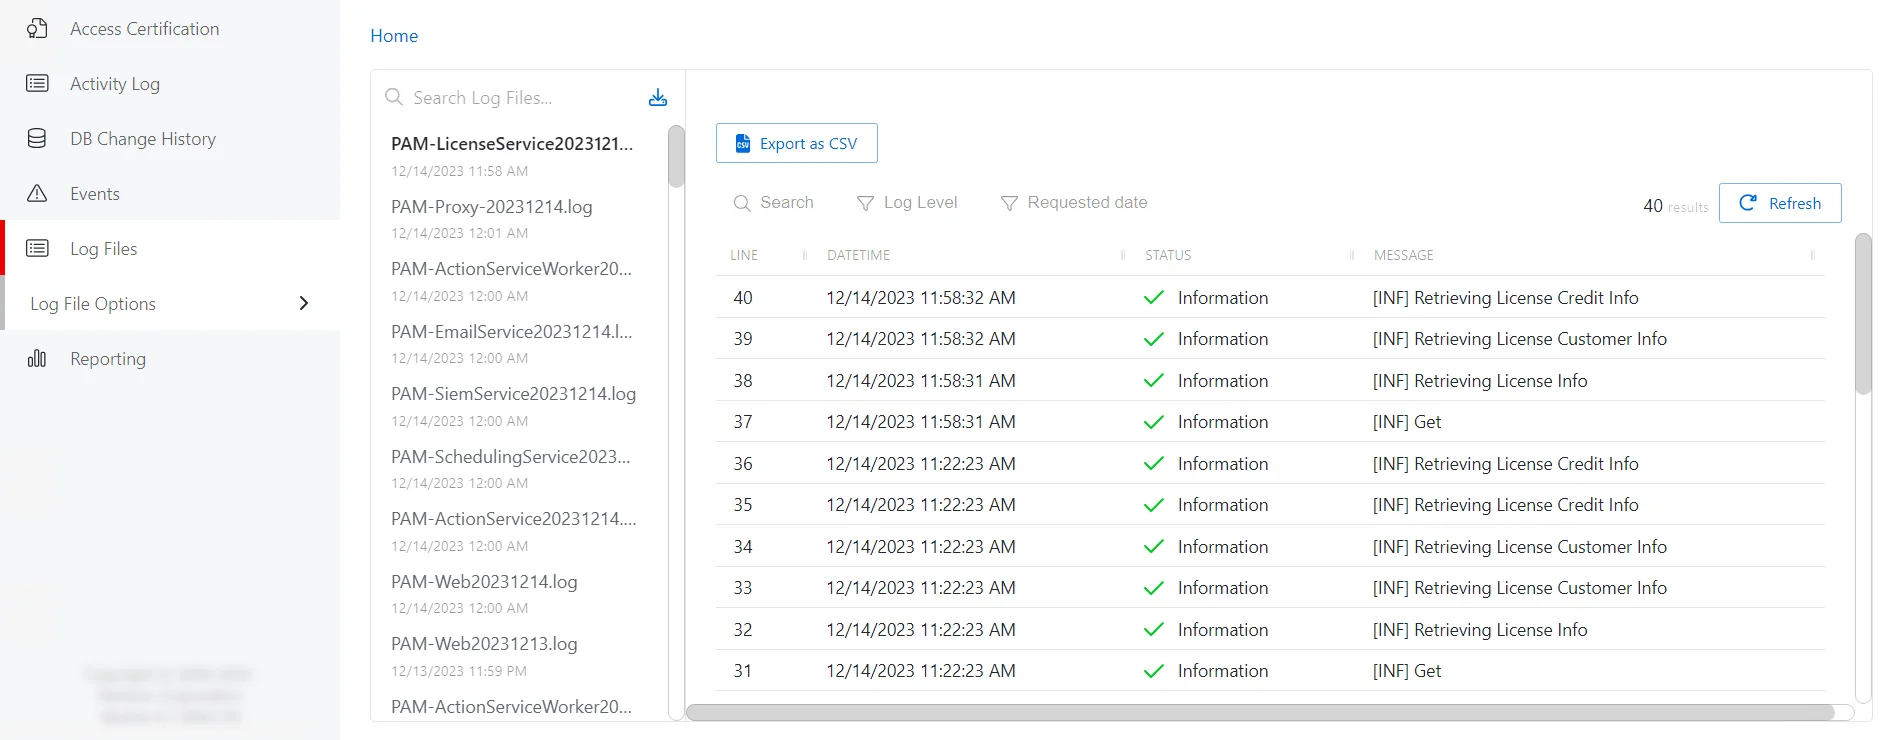 Access Certification
Activity Log
DB Change History
Events
Log Files
Log File Options
Reporting
Home
Search Log Files...
PAM-LicenseService2023121...
12/14/2023 11:58 AM
PAM-Proxy-20231214.log
12/14/2023 12:01 AM
PAM-ActionServiceWorker20...
12/14/2023 12:00 AM
PAM-EmailService20231214.l...
12/14/2023 12:00 AM
PAM-SiemService20231214.log
12/14/2023 12:00 AM
PAM-SchedulingService2023...
12/14/2023 12:00 AM
PAM-ActionService20231214....
12/14/2023 12:00 AM
PAM-Web20231214.log
12/14/2023 12:00 AM
PAM-Web20231213.log
12/13/2023 11:59 PM
PAM-ActionServiceWorker20...
CSV Export as CSV
Search Log Level Requested date
40 results Refresh
LINE DATETIME STATUS MESSAGE
40 12/14/2023 11:58:32 AM Information [INF] Retrieving License Credit Info
39 12/14/2023 11:58:32 AM Information [INF] Retrieving License Customer Info
38 12/14/2023 11:58:31 AM Information [INF] Retrieving License Info
37 12/14/2023 11:58:31 AM Information [INF] Get
36 12/14/2023 11:22:23 AM Information [INF] Retrieving License Credit Info
35 12/14/2023 11:22:23 AM Information [INF] Retrieving License Credit Info
34 12/14/2023 11:22:23 AM Information [INF] Retrieving License Customer Info
33 12/14/2023 11:22:23 AM Information [INF] Retrieving License Customer Info
32 12/14/2023 11:22:23 AM Information [INF] Retrieving License Info
31 12/14/2023 11:22:23 AM Information [INF] Get